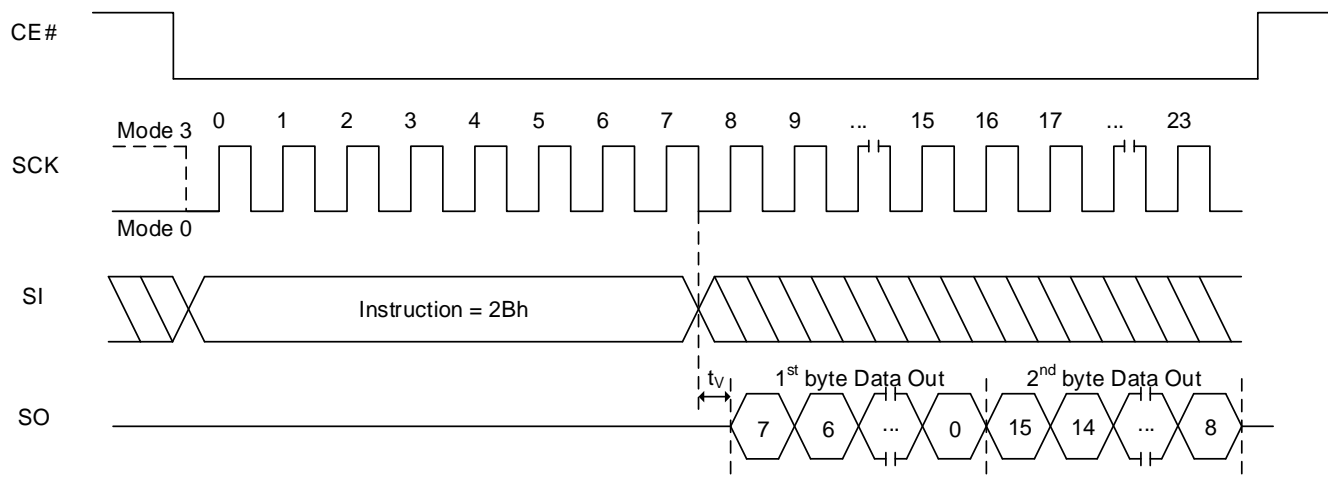 CE#
Mode 3
0 1 2 3 4 5 6 7 8 9 ... 15 16 17 ... 23
SCK
Mode 0
SI
Instruction = 2Bh
tV
1st byte Data Out
2nd byte Data Out
SO
7 6 ... 0 15 14 ... 8